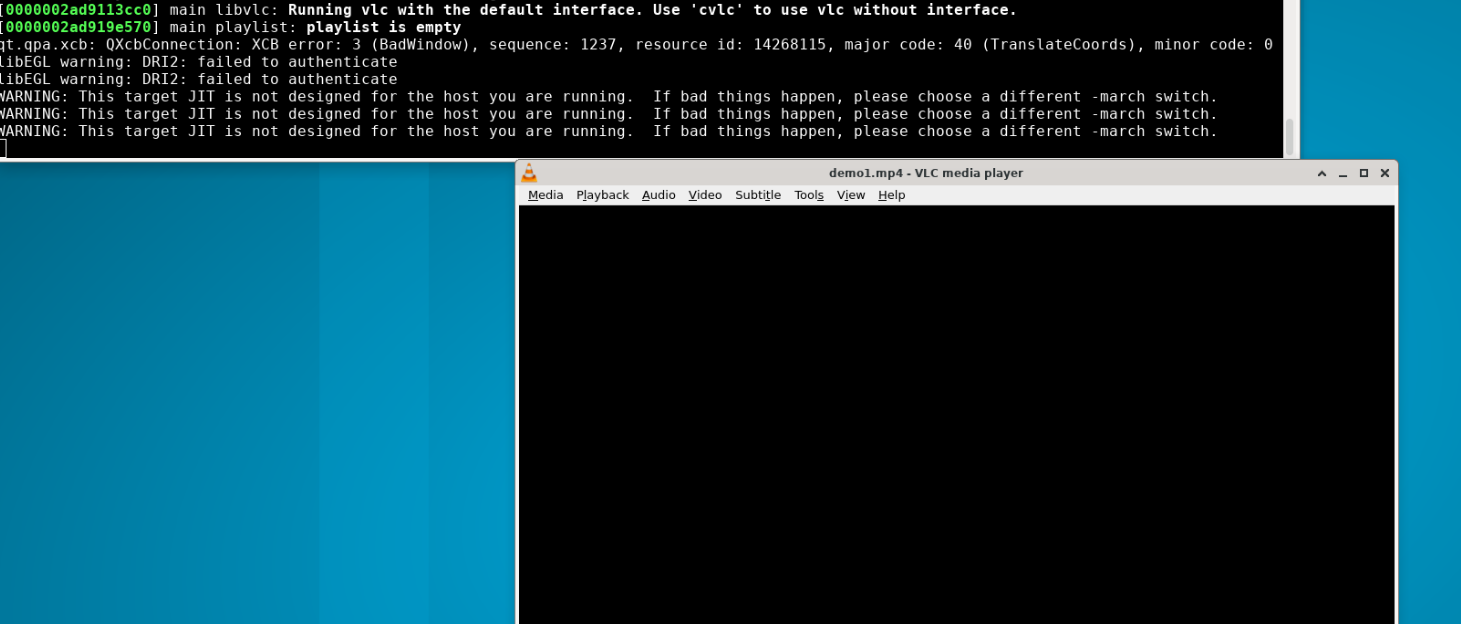 [0000002ad9113cc0] main libvlc: Running vlc with the default interface. Use 'cvlc' to use vlc without interface.
[0000002ad919e570] main playlist: playlist is empty
qt.qpa.xcb: QXcbConnection: XCB error: 3 (BadWindow), sequence: 1237, resource id: 14268115, major code: 40 (TranslateCoords), minor code: 0
libEGL warning: DRI2: failed to authenticate
libEGL warning: DRI2: failed to authenticate
WARNING: This target JIT is not designed for the host you are running.  If bad things happen, please choose a different -march switch.
WARNING: This target JIT is not designed for the host you are running.  If bad things happen, please choose a different -march switch.
WARNING: This target JIT is not designed for the host you are running.  If bad things happen, please choose a different -march switch.
demo1.mp4 - VLC media player
Media Playback Audio Video Subtitle Tools View Help